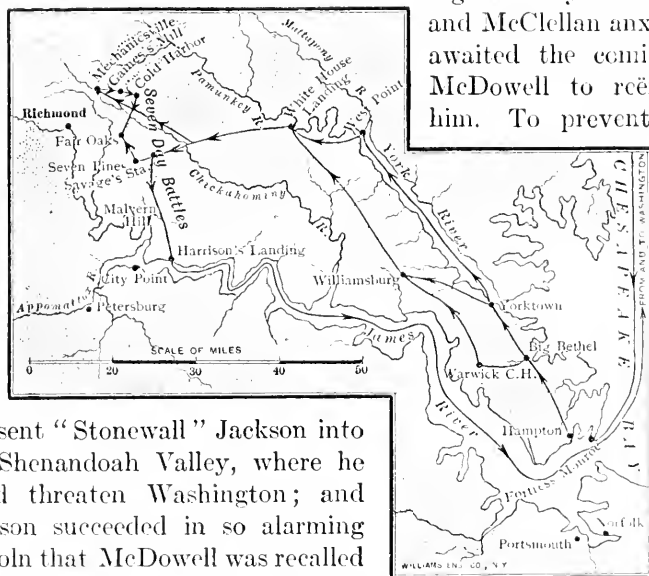 and McClellan anx
awaited the comi
McDowell to reë
him. To prevent
Mechanicsville
Gaines's Mill
Cold Harbor
Mattapony R.
Pamunkey R.
White House
Landing
West Point
Richmond
Fair Oaks
Seven Pines
Savage's Sta.
Seven Day Battles
Chickahominy
R.
York
River
Malvern
Hill
Harrison's Landing
City Point
Williamsburg
Yorktown
Appomattox R.
Petersburg
James
River
Big Bethel
Warwick C.H.
SCALE OF MILES
0 10 20 30 40 50
Hampton
Fortress Monroe
Norfolk
Portsmouth
CHESAPEAKE
BAY
FROM AND TO WASHINGTON
WILLIAMS ENG. CO., N.Y.
sent "Stonewall" Jackson into
Shenandoah Valley, where he
threaten Washington; and
son succeeded in so alarming
oln that McDowell was recalled